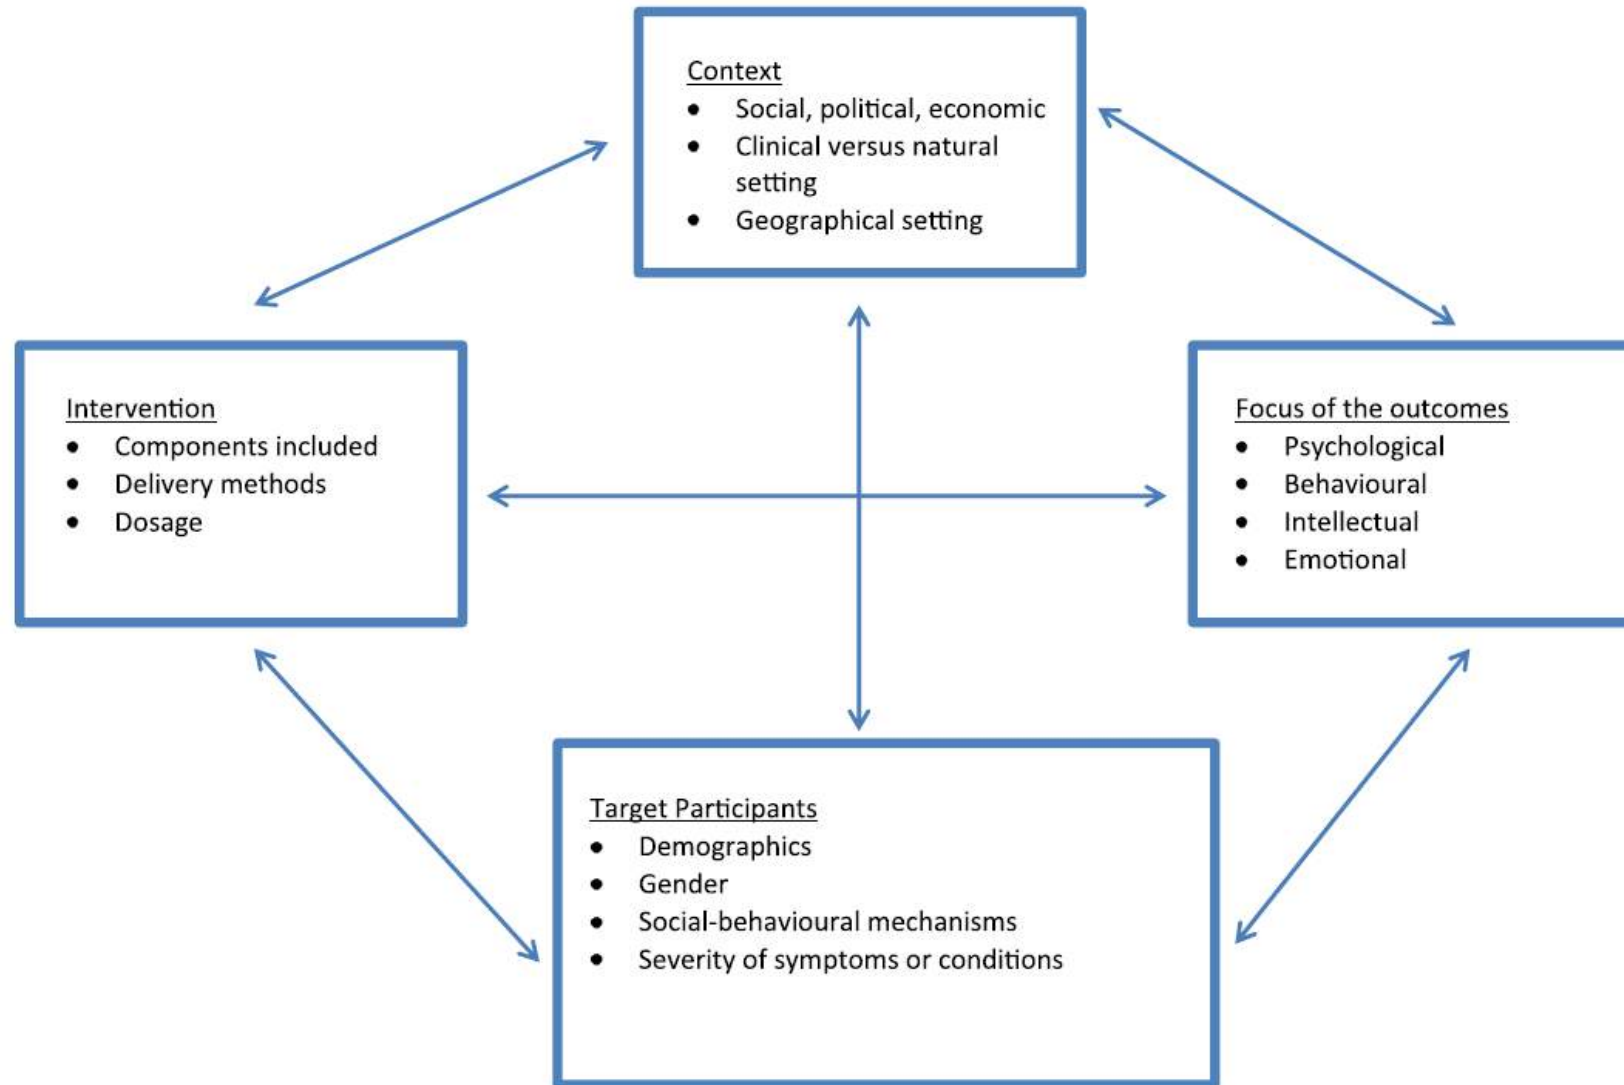 Context
• Social, political, economic
• Clinical versus natural
setting
• Geographical setting
Intervention
• Components included
• Delivery methods
• Dosage
Focus of the outcomes
• Psychological
• Behavioural
• Intellectual
• Emotional
Target Participants
• Demographics
• Gender
• Social-behavioural mechanisms
• Severity of symptoms or conditions